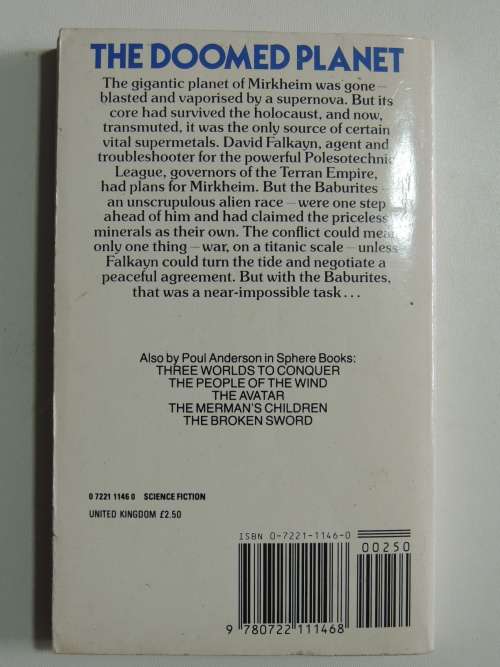 THE DOOMED PLANET
The gigantic planet of Mirkheim was gone –
blasted and vaporised by a supernova. But its
core had survived the holocaust, and now,
transmuted, it was the only source of certain
vital supermetals. David Falkayn, agent and
troubleshooter for the powerful Polesotechnic
League, governors of the Terran Empire,
had plans for Mirkheim. But the Baburites –
an unscrupulous alien race – were one step
ahead of him and had claimed the priceless
minerals as their own. The conflict could mean
only one thing – war, on a titanic scale – unless
Falkayn could turn the tide and negotiate a
peaceful agreement. But with the Baburites,
that was a near-impossible task . . .
Also by Poul Anderson in Sphere Books:
THREE WORLDS TO CONQUER
THE PEOPLE OF THE WIND
THE AVATAR
THE MERMAN'S CHILDREN
THE BROKEN SWORD
0 7221 1146 0 SCIENCE FICTION
UNITED KINGDOM £2.50
ISBN 0-7221-1146-0
00250
9 780722 111468